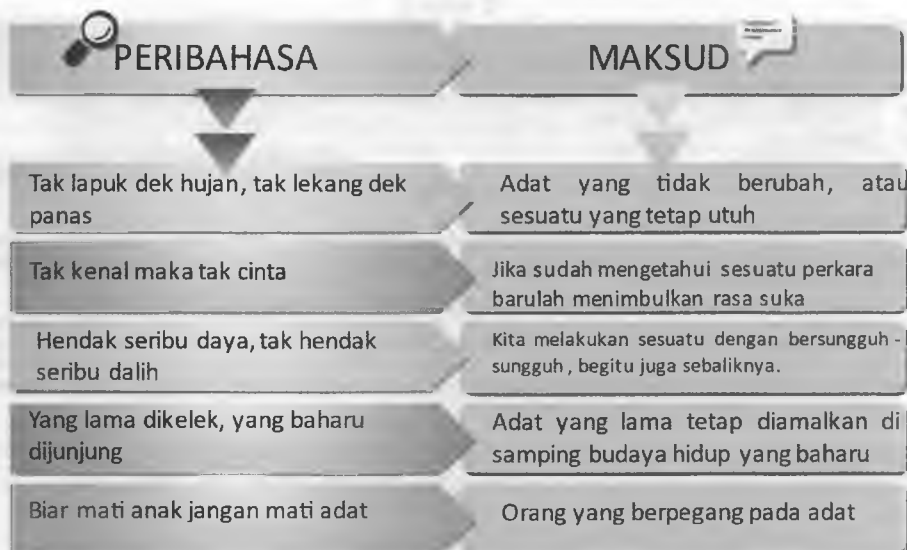 PERIBAHASA
MAKSUD
Tak lapuk dek hujan, tak lekang dek
panas
Adat yang tidak berubah, atau
sesuatu yang tetap utuh
Tak kenal maka tak cinta
Jika sudah mengetahui sesuatu perkara
barulah menimbulkan rasa suka
Hendak seribu daya, tak hendak
seribu dalih
Kita melakukan sesuatu dengan bersungguh -
sungguh , begitu juga sebaliknya.
Yang lama dikelek, yang baharu
dijunjung
Adat yang lama tetap diamalkan di
samping budaya hidup yang baharu
Biar mati anak jangan mati adat
Orang yang berpegang pada adat